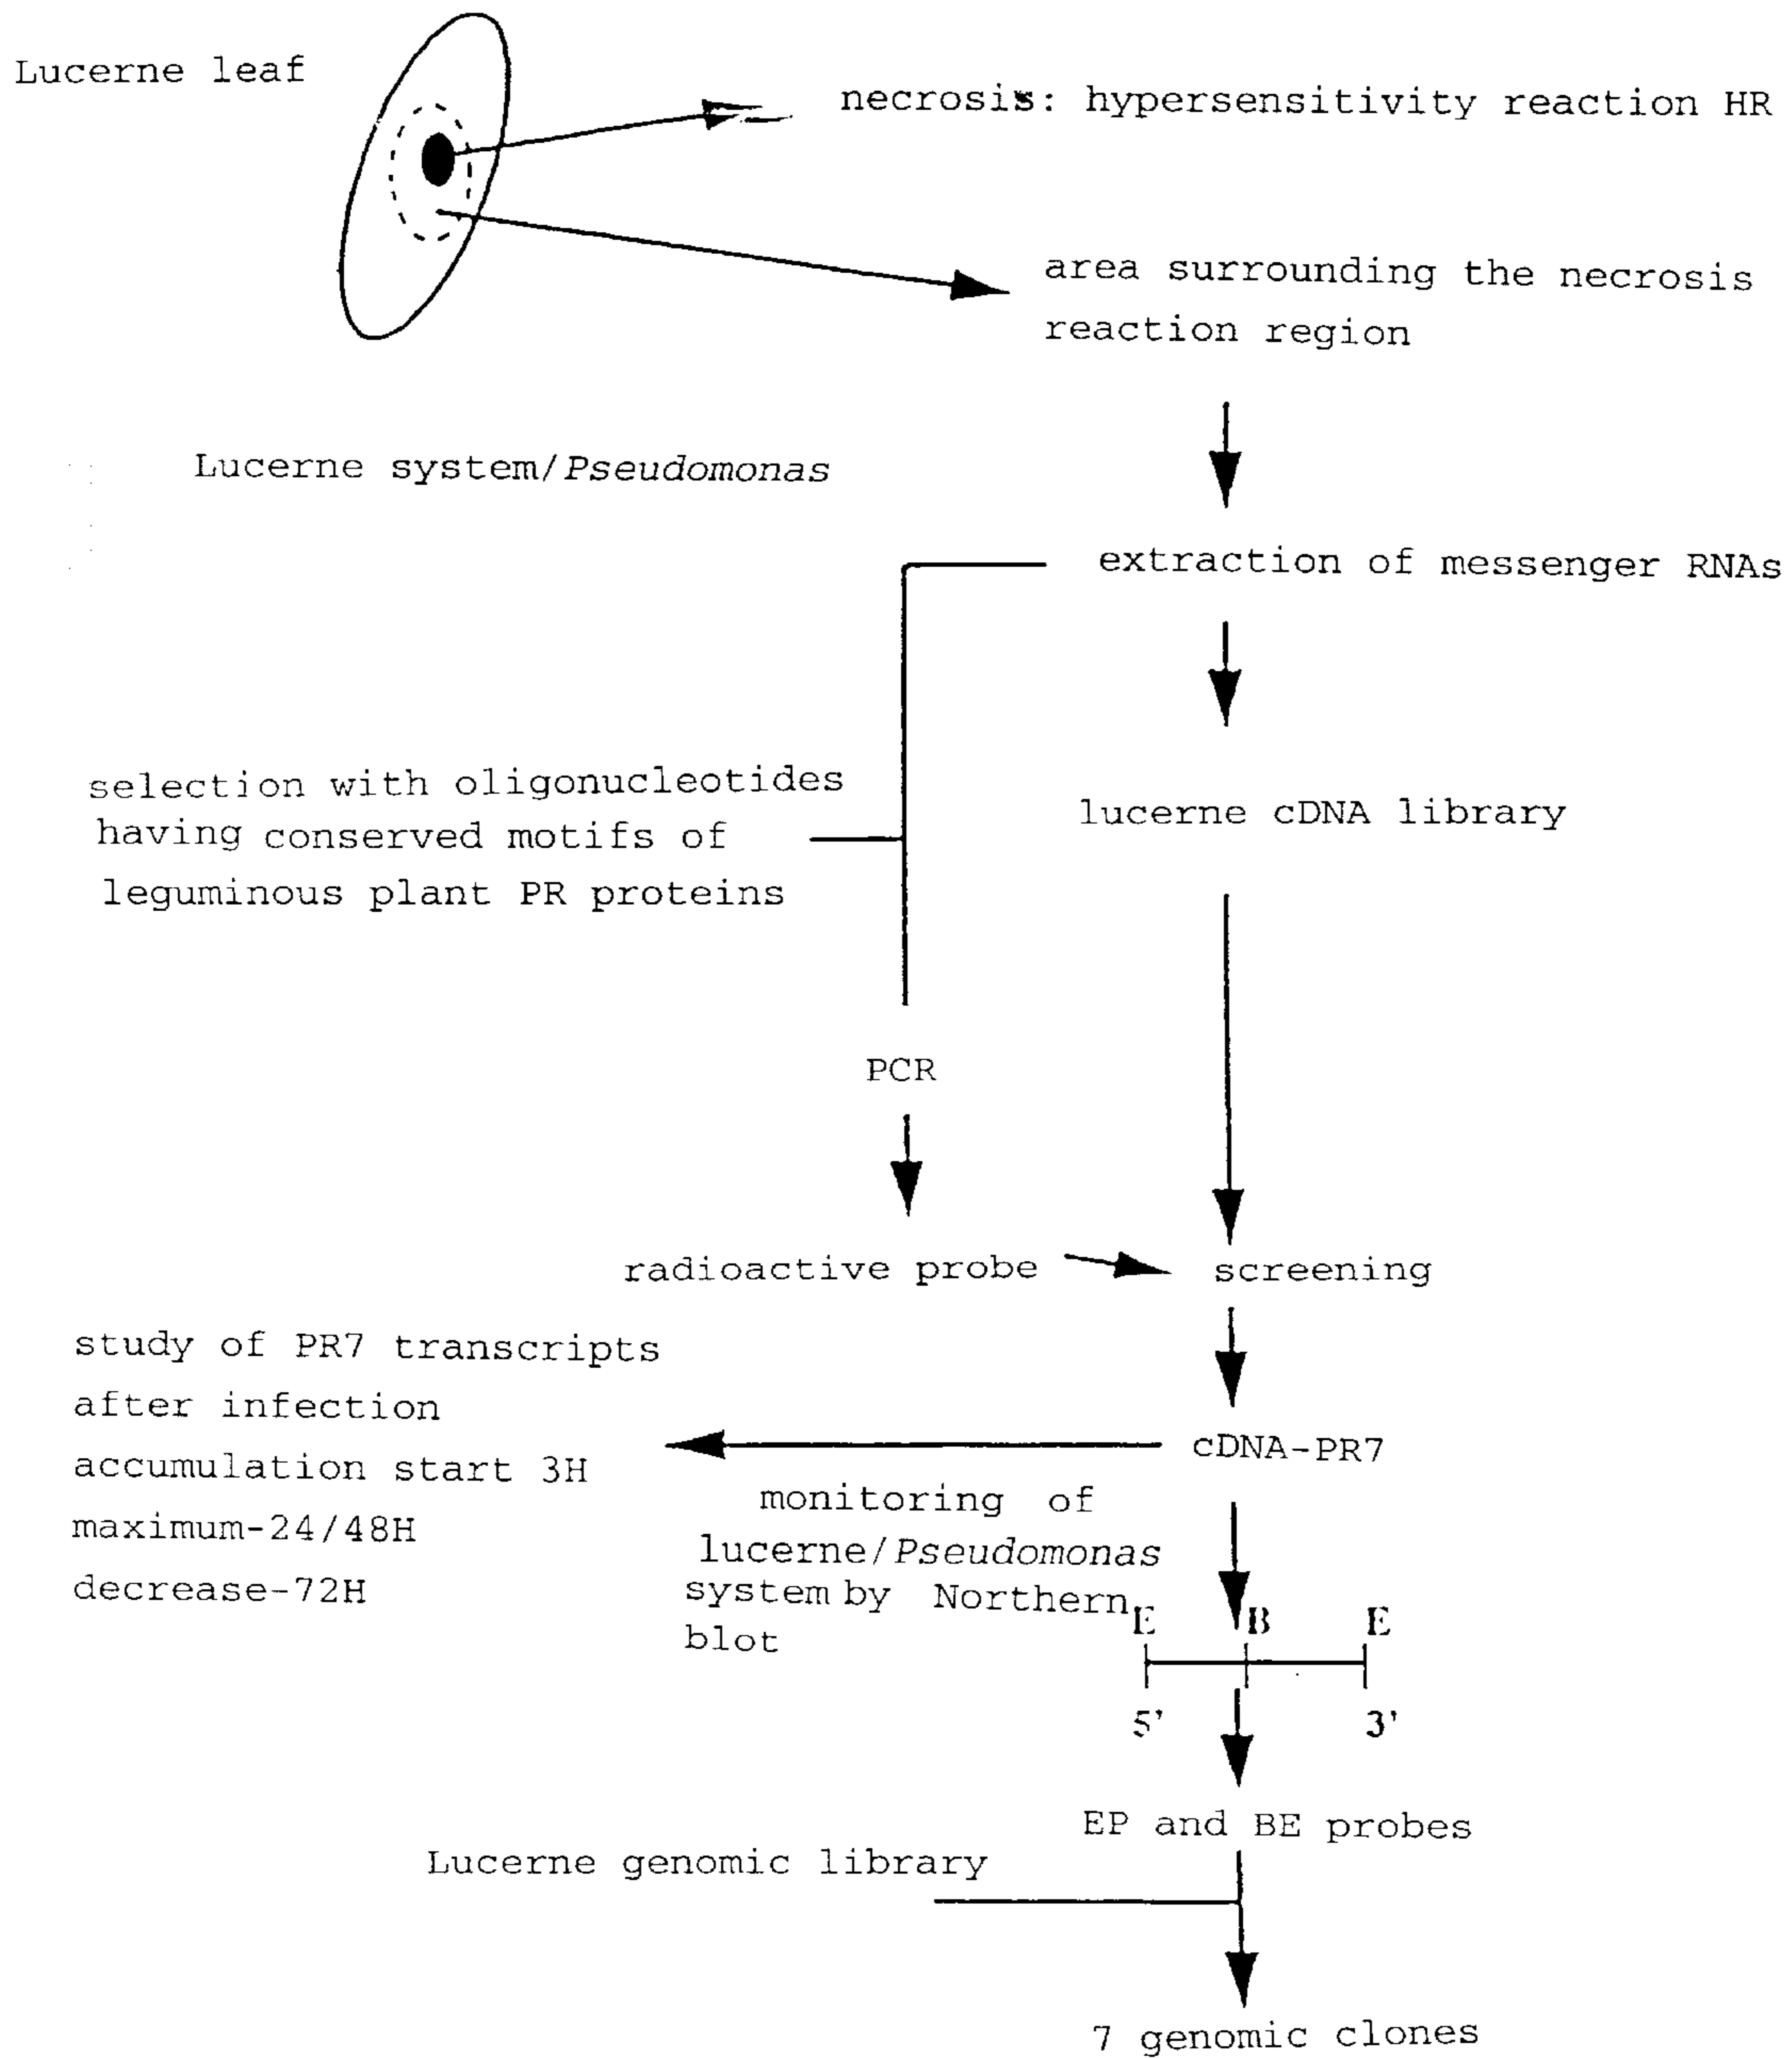 Lucerne leaf
necrosis: hypersensitivity reaction HR
area surrounding the necrosis
reaction region
Lucerne system/Pseudomonas
extraction of messenger RNAs
selection with oligonucleotides
having conserved motifs of
leguminous plant PR proteins
lucerne cDNA library
PCR
radioactive probe
screening
study of PR7 transcripts
after infection
accumulation start 3H
maximum-24/48H
decrease-72H
cDNA-PR7
monitoring of
lucerne/Pseudomonas
system by Northern
blot
E B E
5' 3'
EP and BE probes
Lucerne genomic library
7 genomic clones